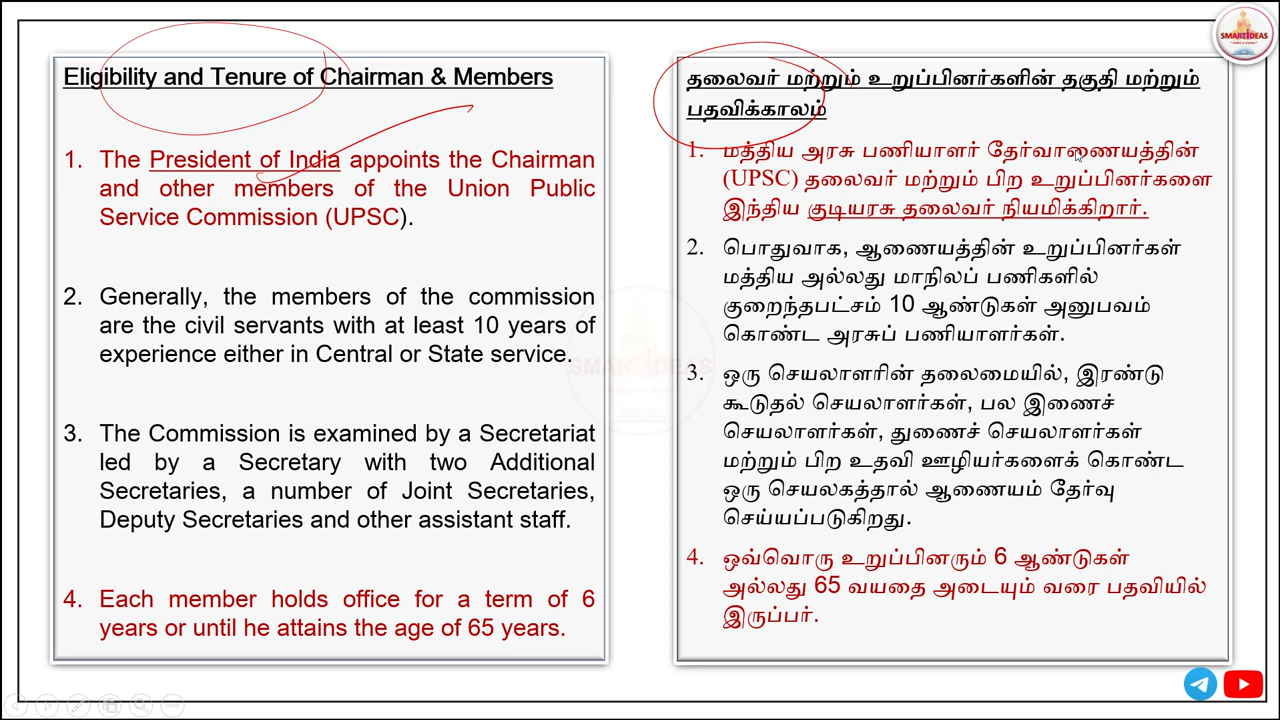 SMARTIDEAS
Eligibility and Tenure of Chairman & Members
1. The President of India appoints the Chairman
and other members of the Union Public
Service Commission (UPSC).
2. Generally, the members of the commission
are the civil servants with at least 10 years of
experience either in Central or State service.
3. The Commission is examined by a Secretariat
led by a Secretary with two Additional
Secretaries, a number of Joint Secretaries,
Deputy Secretaries and other assistant staff.
4. Each member holds office for a term of 6
years or until he attains the age of 65 years.
தலைவர் மற்றும் உறுப்பினர்களின் தகுதி மற்றும்
பதவிக்காலம்
1. மத்திய அரசு பணியாளர் தேர்வாணையத்தின்
(UPSC) தலைவர் மற்றும் பிற உறுப்பினர்களை
இந்திய குடியரசு தலைவர் நியமிக்கிறார்.
2. பொதுவாக, ஆணையத்தின் உறுப்பினர்கள்
மத்திய அல்லது மாநிலப் பணிகளில்
குறைந்தபட்சம் 10 ஆண்டுகள் அனுபவம்
கொண்ட அரசுப் பணியாளர்கள்.
3. ஒரு செயலாளரின் தலைமையில், இரண்டு
கூடுதல் செயலாளர்கள், பல இணைச்
செயலாளர்கள், துணைச் செயலாளர்கள்
மற்றும் பிற உதவி ஊழியர்களைக் கொண்ட
ஒரு செயலகத்தால் ஆணையம் தேர்வு
செய்யப்படுகிறது.
4. ஒவ்வொரு உறுப்பினரும் 6 ஆண்டுகள்
அல்லது 65 வயதை அடையும் வரை பதவியில்
இருப்பர்.
SMARTIDEAS